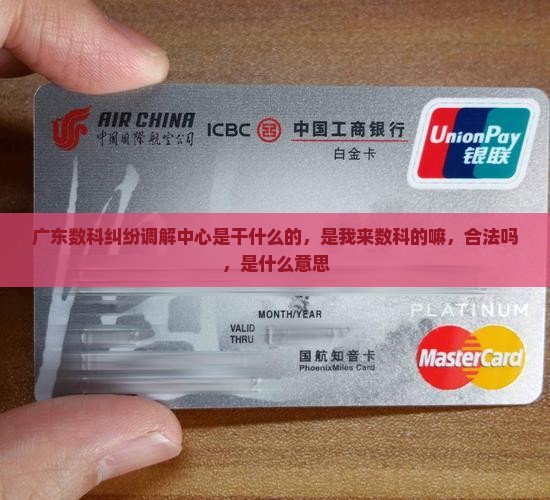 AIR CHINA
中国国际航空公司
ICBC 中国工商银行
白金卡
UnionPay
银联
广东数科纠纷调解中心是干什么的，是我来数科的嘛，合法吗
，是什么意思
PLATINUM
MONTH/YEAR
VALID
THRU
国航知音卡
PhoenixMiles Card
MasterCard